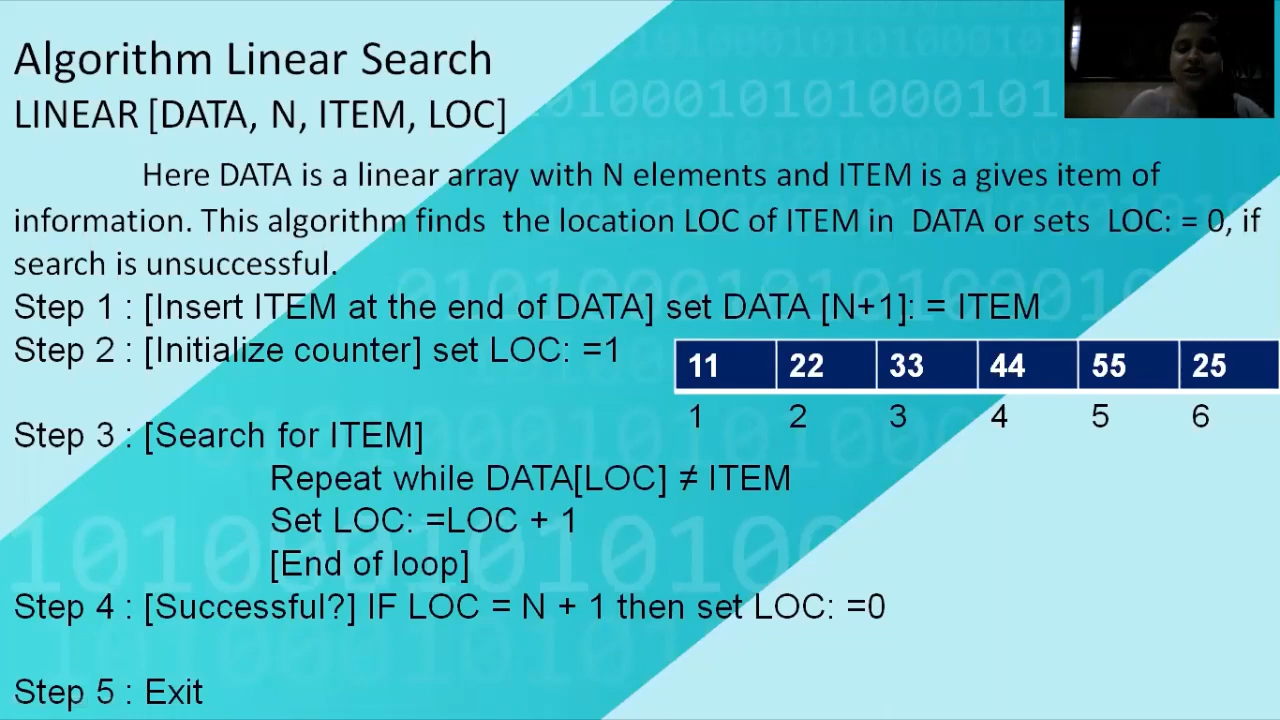 Algorithm Linear Search
LINEAR [DATA, N, ITEM, LOC]
Here DATA is a linear array with N elements and ITEM is a gives item of
information. This algorithm finds the location LOC of ITEM in DATA or sets LOC: = 0, if
search is unsuccessful.
Step 1 : [Insert ITEM at the end of DATA] set DATA [N+1]: = ITEM
Step 2 : [Initialize counter] set LOC: =1
11 22 33 44 55 25
1 2 3 4 5 6
Step 3 : [Search for ITEM]
Repeat while DATA[LOC] ≠ ITEM
Set LOC: =LOC + 1
[End of loop]
Step 4 : [Successful?] IF LOC = N + 1 then set LOC: =0
Step 5 : Exit